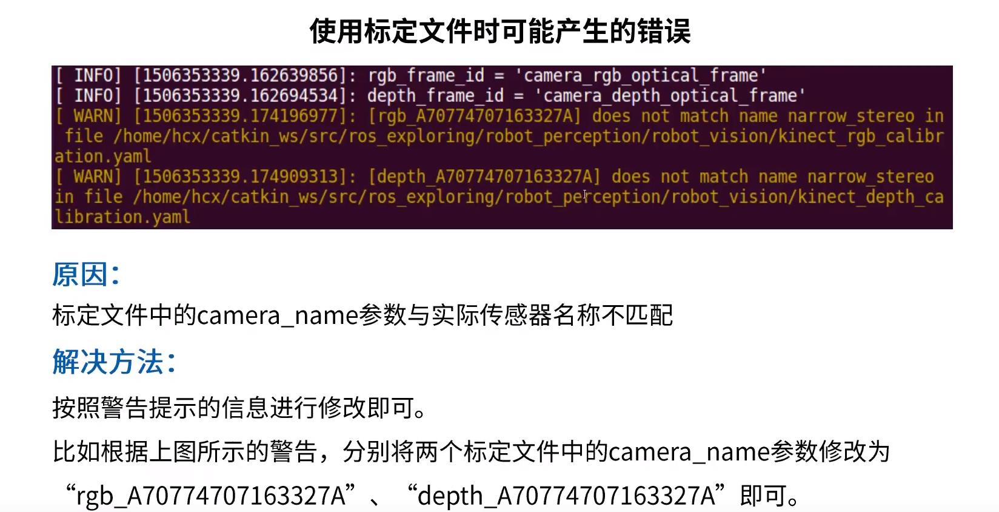 使用标定文件时可能产生的错误
[ INFO] [1506353339.162639856]: rgb_frame_id = 'camera_rgb_optical_frame'
[ INFO] [1506353339.162694534]: depth_frame_id = 'camera_depth_optical_frame'
[ WARN] [1506353339.174196977]: [rgb_A70774707163327A] does not match name narrow_stereo in
 file /home/hcx/catkin_ws/src/ros_exploring/robot_perception/robot_vision/kinect_rgb_calibr
ation.yaml
[ WARN] [1506353339.174909313]: [depth_A70774707163327A] does not match name narrow_stereo
in file /home/hcx/catkin_ws/src/ros_exploring/robot_perception/robot_vision/kinect_depth_ca
libration.yaml
原因：
标定文件中的camera_name参数与实际传感器名称不匹配
解决方法：
按照警告提示的信息进行修改即可。
比如根据上图所示的警告，分别将两个标定文件中的camera_name参数修改为
“rgb_A70774707163327A”、“depth_A70774707163327A”即可。